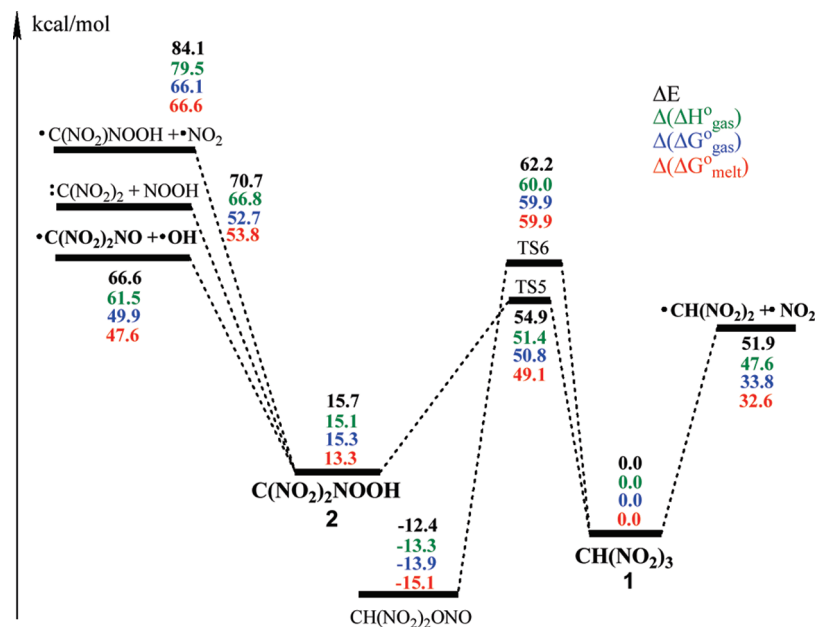 kcal/mol
84.1
79.5
66.1
66.6
•C(NO₂)NOOH +•NO₂
:C(NO₂)₂ + NOOH
•C(NO₂)₂NO +•OH
70.7
66.8
52.7
53.8
66.6
61.5
49.9
47.6
ΔE
Δ(ΔH°gas)
Δ(ΔG°gas)
Δ(ΔG°melt)
62.2
60.0
59.9
59.9
TS6
TS5
54.9
51.4
50.8
49.1
•CH(NO₂)₂ +• NO₂
51.9
47.6
33.8
32.6
15.7
15.1
15.3
13.3
C(NO₂)₂NOOH
2
-12.4
-13.3
-13.9
-15.1
CH(NO₂)₂ONO
0.0
0.0
0.0
0.0
CH(NO₂)₃
1